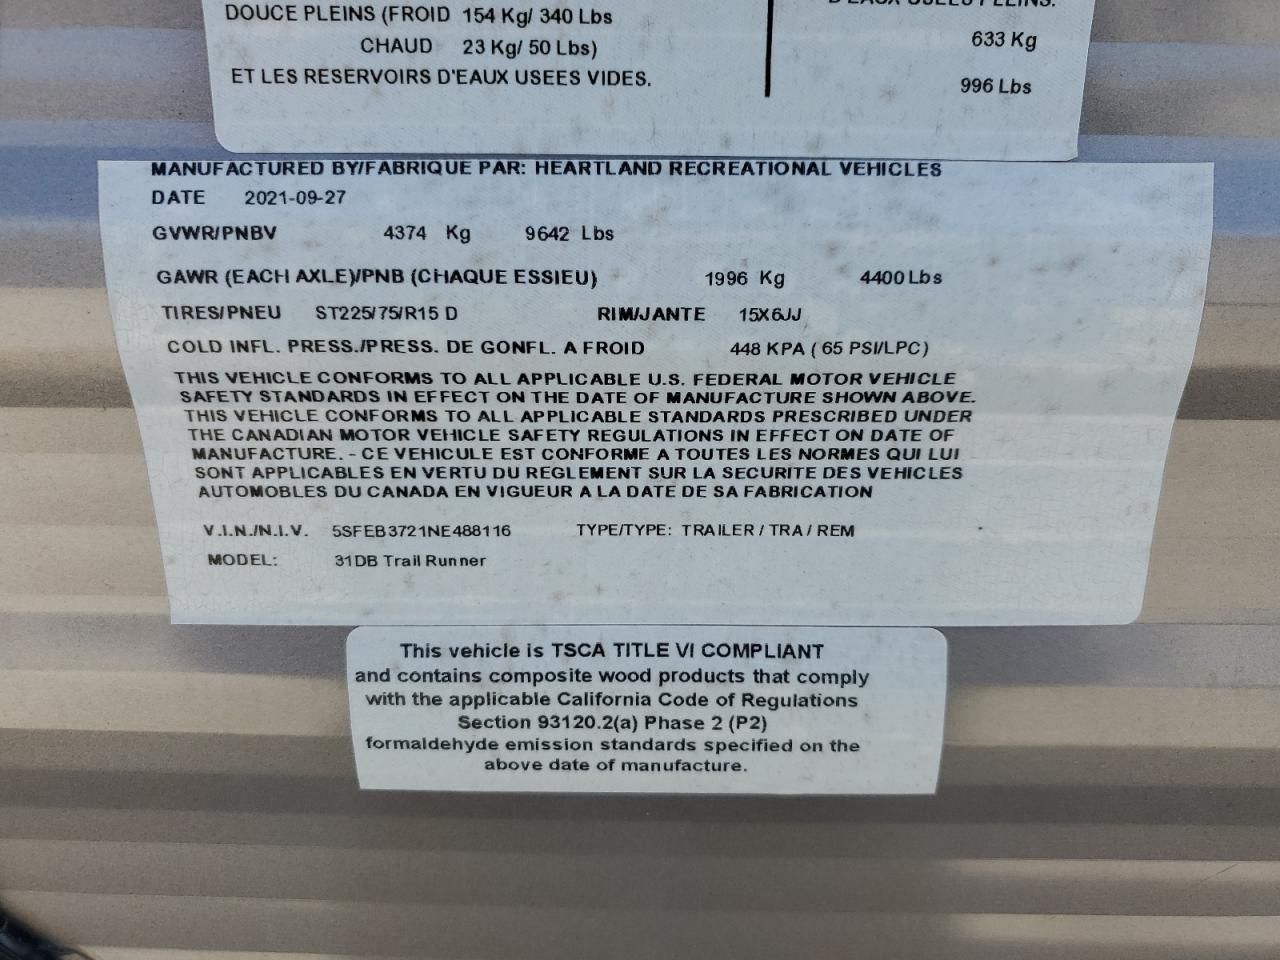 DOUCE PLEINS (FROID 154 Kg/ 340 Lbs
CHAUD 23 Kg/ 50 Lbs)
ET LES RESERVOIRS D'EAUX USEES VIDES.
D'EAUX USEES PLEINS.
633 Kg
996 Lbs
MANUFACTURED BY/FABRIQUE PAR: HEARTLAND RECREATIONAL VEHICLES
DATE 2021-09-27
GVWR/PNBV 4374 Kg 9642 Lbs
GAWR (EACH AXLE)/PNB (CHAQUE ESSIEU) 1996 Kg 4400 Lbs
TIRES/PNEU ST225/75/R15 D RIM/JANTE 15X6JJ
COLD INFL. PRESS./PRESS. DE GONFL. A FROID 448 KPA ( 65 PSI/LPC)
THIS VEHICLE CONFORMS TO ALL APPLICABLE U.S. FEDERAL MOTOR VEHICLE
SAFETY STANDARDS IN EFFECT ON THE DATE OF MANUFACTURE SHOWN ABOVE.
THIS VEHICLE CONFORMS TO ALL APPLICABLE STANDARDS PRESCRIBED UNDER
THE CANADIAN MOTOR VEHICLE SAFETY REGULATIONS IN EFFECT ON DATE OF
MANUFACTURE. - CE VEHICULE EST CONFORME A TOUTES LES NORMES QUI LUI
SONT APPLICABLES EN VERTU DU REGLEMENT SUR LA SECURITE DES VEHICLES
AUTOMOBLES DU CANADA EN VIGUEUR A LA DATE DE SA FABRICATION
V.I.N./N.I.V. 5SFEB3721NE488116 TYPE/TYPE: TRAILER / TRA / REM
MODEL: 31DB Trail Runner
This vehicle is TSCA TITLE VI COMPLIANT
and contains composite wood products that comply
with the applicable California Code of Regulations
Section 93120.2(a) Phase 2 (P2)
formaldehyde emission standards specified on the
above date of manufacture.